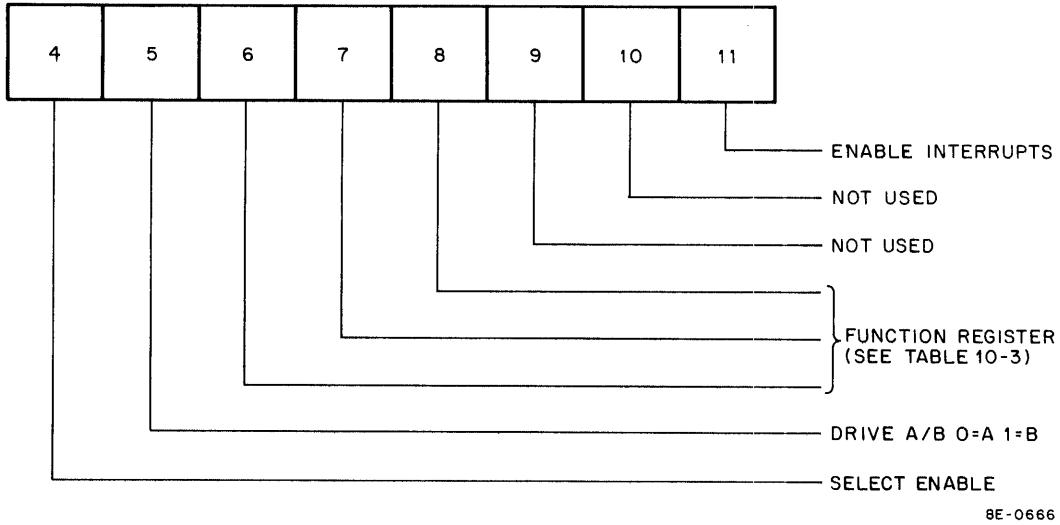 4 5 6 7 8 9 10 11
ENABLE INTERRUPTS
NOT USED
NOT USED
FUNCTION REGISTER
(SEE TABLE 10-3)
DRIVE A/B 0=A 1=B
SELECT ENABLE
8E-0666